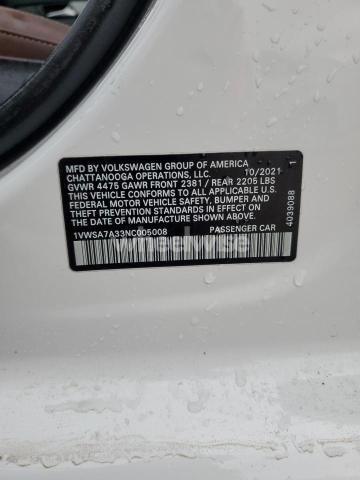 MFD BY VOLKSWAGEN GROUP OF AMERICA
CHATTANOOGA OPERATIONS, LLC. 10/2021
GVWR 4475 GAWR FRONT 2381 / REAR 2205 LBS
THIS VEHICLE CONFORMS TO ALL APPLICABLE U.S.
FEDERAL MOTOR VEHICLE SAFETY, BUMPER AND
THEFT PREVENTION STANDARDS IN EFFECT ON THE
DATE OF MANUFACTURE SHOWN ABOVE.
1VWSA7A33NC005008 PASSENGER CAR
4039088 1
wheelwise